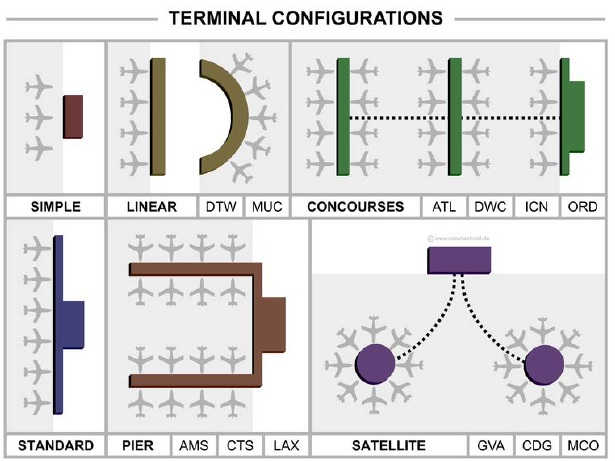 TERMINAL CONFIGURATIONS
SIMPLE
LINEAR DTW MUC
CONCOURSES ATL DWC ICN ORD
STANDARD
PIER AMS CTS LAX
SATELLITE GVA CDG MCO